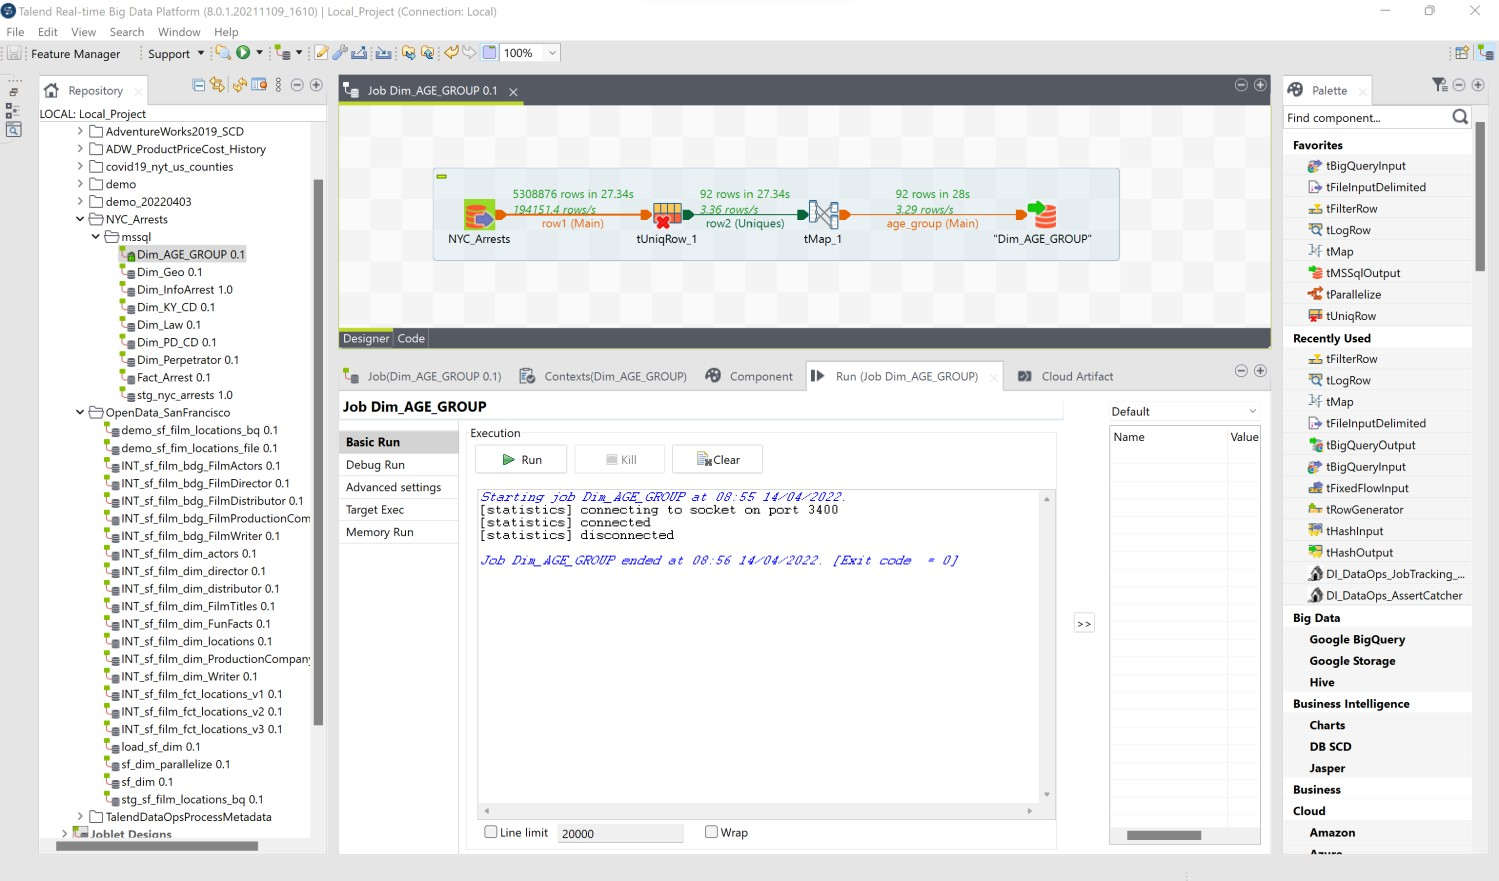 Talend Real-time Big Data Platform (8.0.1.20211109_1610) | Local_Project (Connection: Local)
File Edit View Search Window Help
Feature Manager Support 100%
Repository
LOCAL: Local_Project
AdventureWorks2019_SCD
ADW_ProductPriceCost_History
covid19_nyt_us_counties
demo
demo_20220403
NYC_Arrests
mssql
Dim_AGE_GROUP 0.1
Dim_Geo 0.1
Dim_InfoArrest 1.0
Dim_KY_CD 0.1
Dim_Law 0.1
Dim_PD_CD 0.1
Dim_Perpetrator 0.1
Fact_Arrest 0.1
stg_nyc_arrests 1.0
OpenData_SanFrancisco
demo_sf_film_locations_bq 0.1
demo_sf_fim_locations_file 0.1
INT_sf_film_bdg_FilmActors 0.1
INT_sf_film_bdg_FilmDirector 0.1
INT_sf_film_bdg_FilmDistributor 0.1
INT_sf_film_bdg_FilmProductionCom
INT_sf_film_bdg_FilmWriter 0.1
INT_sf_film_dim_actors 0.1
INT_sf_film_dim_director 0.1
INT_sf_film_dim_distributor 0.1
INT_sf_film_dim_FilmTitles 0.1
INT_sf_film_dim_FunFacts 0.1
INT_sf_film_dim_locations 0.1
INT_sf_film_dim_ProductionCompany
INT_sf_film_dim_Writer 0.1
INT_sf_film_fct_locations_v1 0.1
INT_sf_film_fct_locations_v2 0.1
INT_sf_film_fct_locations_v3 0.1
load_sf_dim 0.1
sf_dim_parallelize 0.1
sf_dim 0.1
stg_sf_film_locations_bq 0.1
TalendDataOpsProcessMetadata
Joblet Designs
Job Dim_AGE_GROUP 0.1
5308876 rows in 27.34s 92 rows in 27.34s 92 rows in 28s
194151.4 rows/s 3.36 rows/s 3.29 rows/s
row1 (Main) row2 (Uniques) age_group (Main)
NYC_Arrests tUniqRow_1 tMap_1 "Dim_AGE_GROUP"
Designer Code
Job(Dim_AGE_GROUP 0.1) Contexts(Dim_AGE_GROUP) Component Run (Job Dim_AGE_GROUP) Cloud Artifact
Job Dim_AGE_GROUP
Basic Run
Debug Run
Advanced settings
Target Exec
Memory Run
Execution
Run Kill Clear
Starting job Dim_AGE_GROUP at 08:55 14/04/2022.
[statistics] connecting to socket on port 3400
[statistics] connected
[statistics] disconnected
Job Dim_AGE_GROUP ended at 08:56 14/04/2022. [Exit code = 0]
Line limit 20000 Wrap
>>
Default
Name Value
Palette
Find component...
Favorites
tBigQueryInput
tFileInputDelimited
tFilterRow
tLogRow
tMap
tMSSqlOutput
tParallelize
tUniqRow
Recently Used
tFilterRow
tLogRow
tMap
tFileInputDelimited
tBigQueryOutput
tBigQueryInput
tFixedFlowInput
tRowGenerator
tHashInput
tHashOutput
DI_DataOps_JobTracking_...
DI_DataOps_AssertCatcher
Big Data
Google BigQuery
Google Storage
Hive
Business Intelligence
Charts
DB SCD
Jasper
Business
Cloud
Amazon
Azure